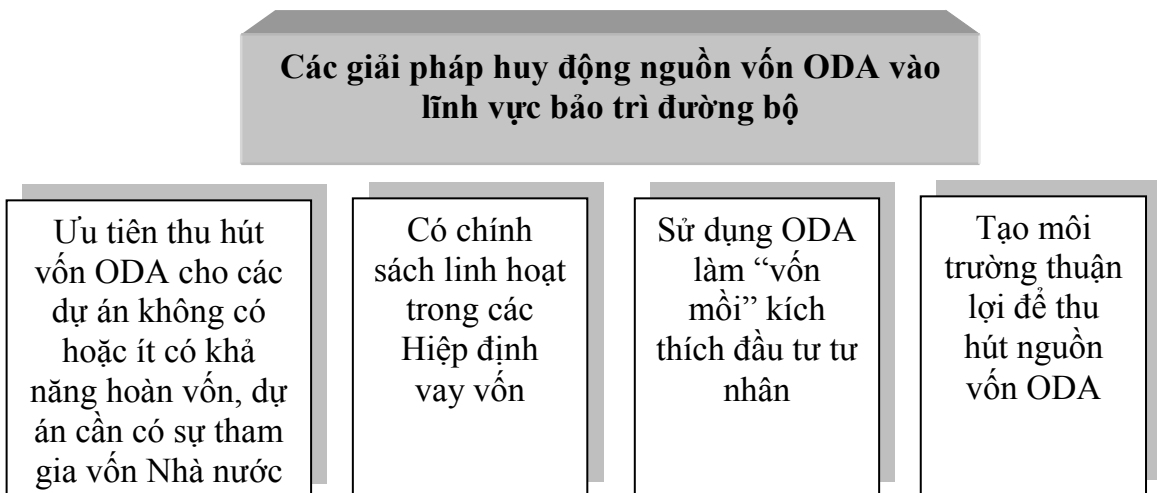 Các giải pháp huy động nguồn vốn ODA vào
lĩnh vực bảo trì đường bộ
Ưu tiên thu hút
vốn ODA cho các
dự án không có
hoặc ít có khả
năng hoàn vốn, dự
án cần có sự tham
gia vốn Nhà nước
Có chính
sách linh hoạt
trong các
Hiệp định
vay vốn
Sử dụng ODA
làm “vốn
mồi” kích
thích đầu tư tư
nhân
Tạo môi
trường thuận
lợi để thu
hút nguồn
vốn ODA